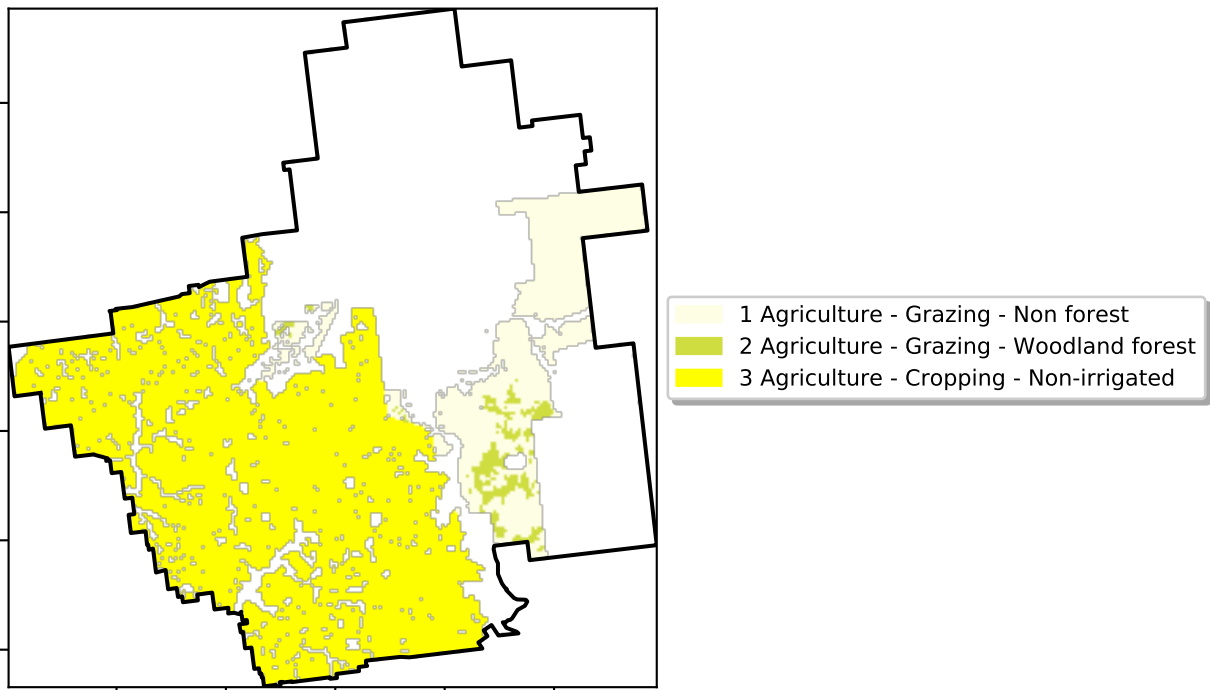 1 Agriculture - Grazing - Non forest
2 Agriculture - Grazing - Woodland forest
3 Agriculture - Cropping - Non-irrigated